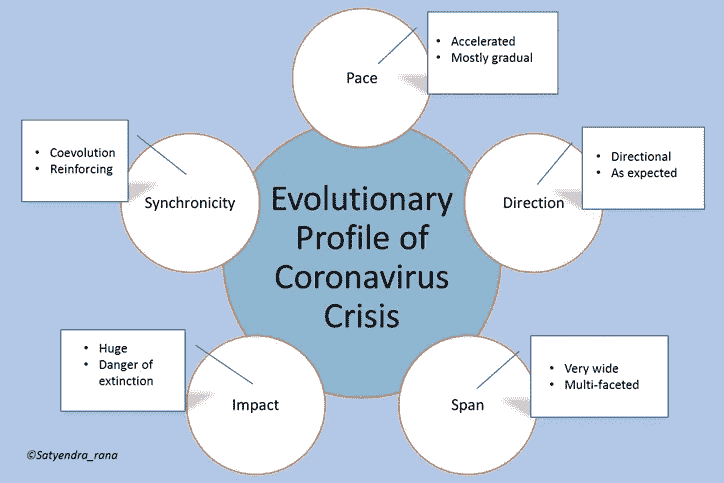 Evolutionary
Profile of
Coronavirus
Crisis
Pace
• Accelerated
• Mostly gradual
Direction
• Directional
• As expected
Span
• Very wide
• Multi-faceted
Impact
• Huge
• Danger of
extinction
Synchronicity
• Coevolution
• Reinforcing
©Satyendra_rana